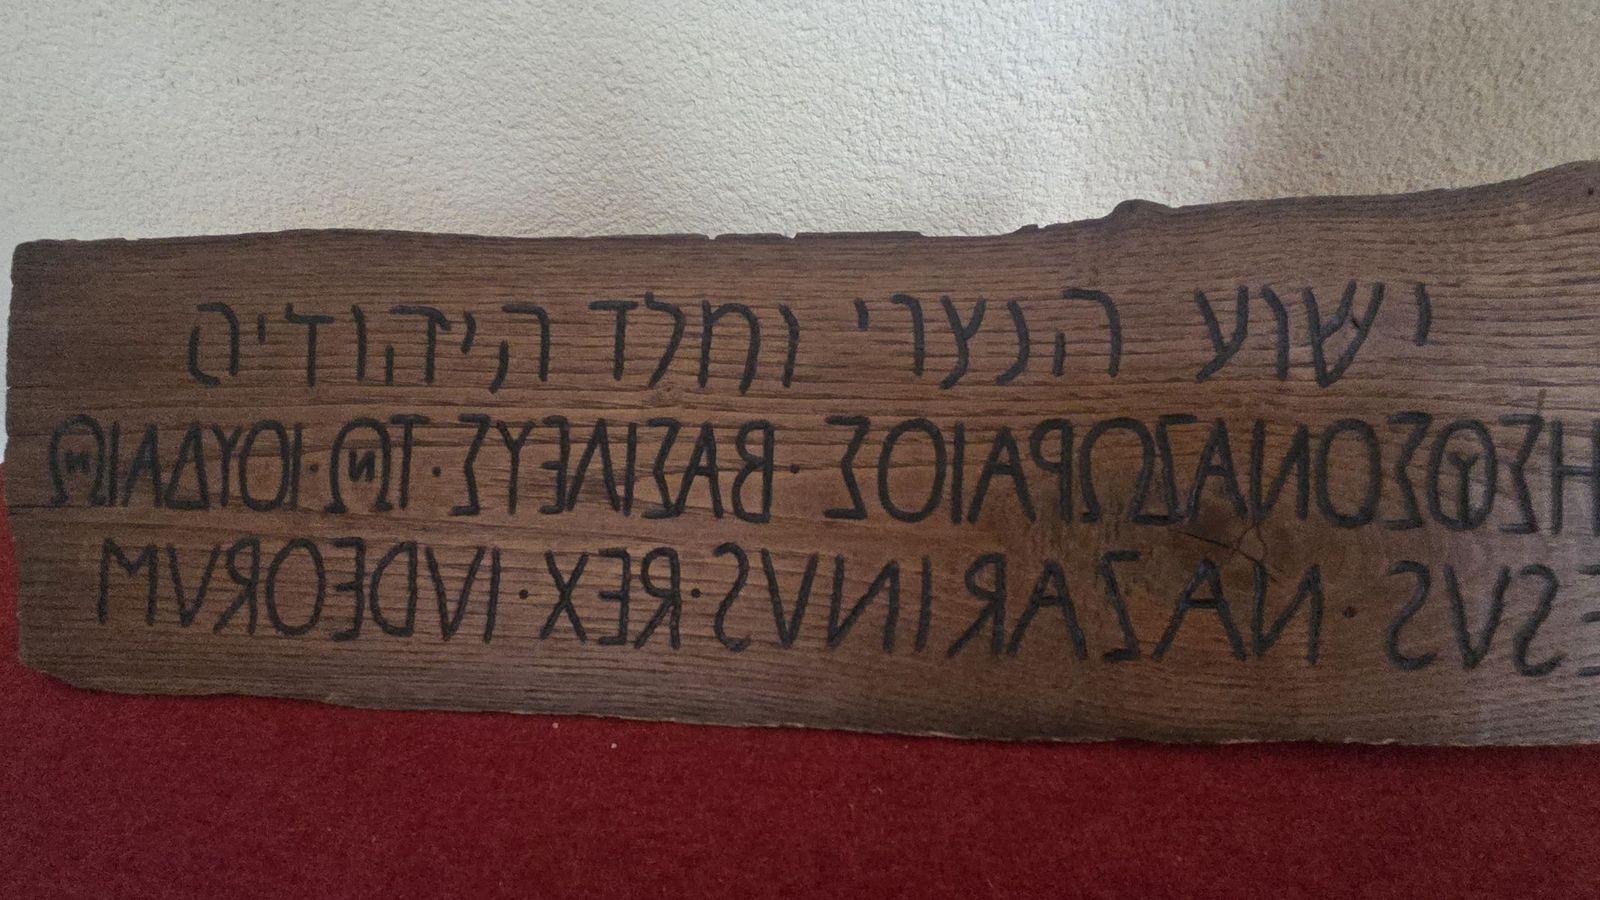 ישוע הנצרי ומלך היהודים
ΗΣΟΥΣΟΝΑΖΩΡΑΙΟΣ · ΒΑΣΙΛΕΥΣ · ΤΩΝ · ΙΟΥΔΑΙΩΝ
ESVS · NAZARINVS · REX · IVDEORVM